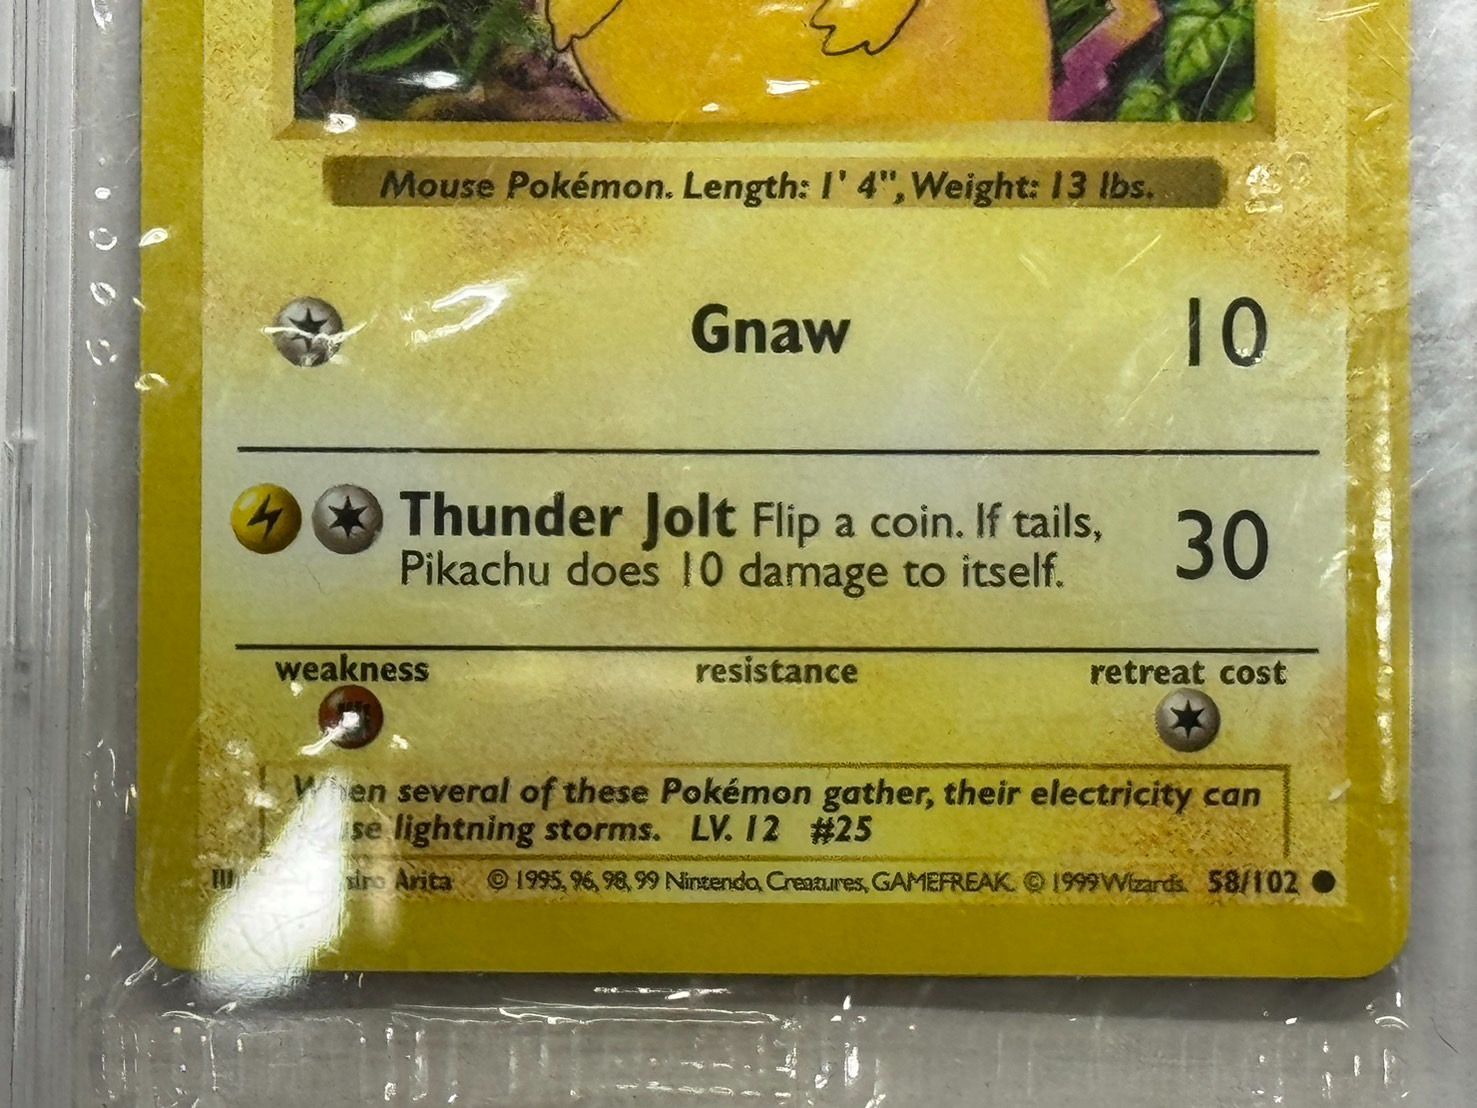 Mouse Pokémon. Length: 1' 4", Weight: 13 lbs.
Gnaw 10
Thunder Jolt Flip a coin. If tails, 30
Pikachu does 10 damage to itself.
weakness resistance retreat cost
When several of these Pokémon gather, their electricity can
lightning storms. LV. 12 #25
Arita © 1995, 96, 98, 99 Nintendo, Creatures, GAMEFREAK. © 1999 Wizards. 58/102